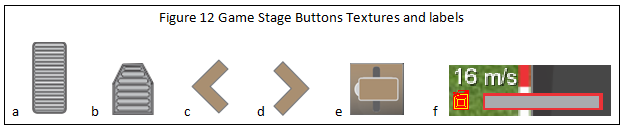 Figure 12 Game Stage Buttons Textures and labels
16 m/s
a b c d e f